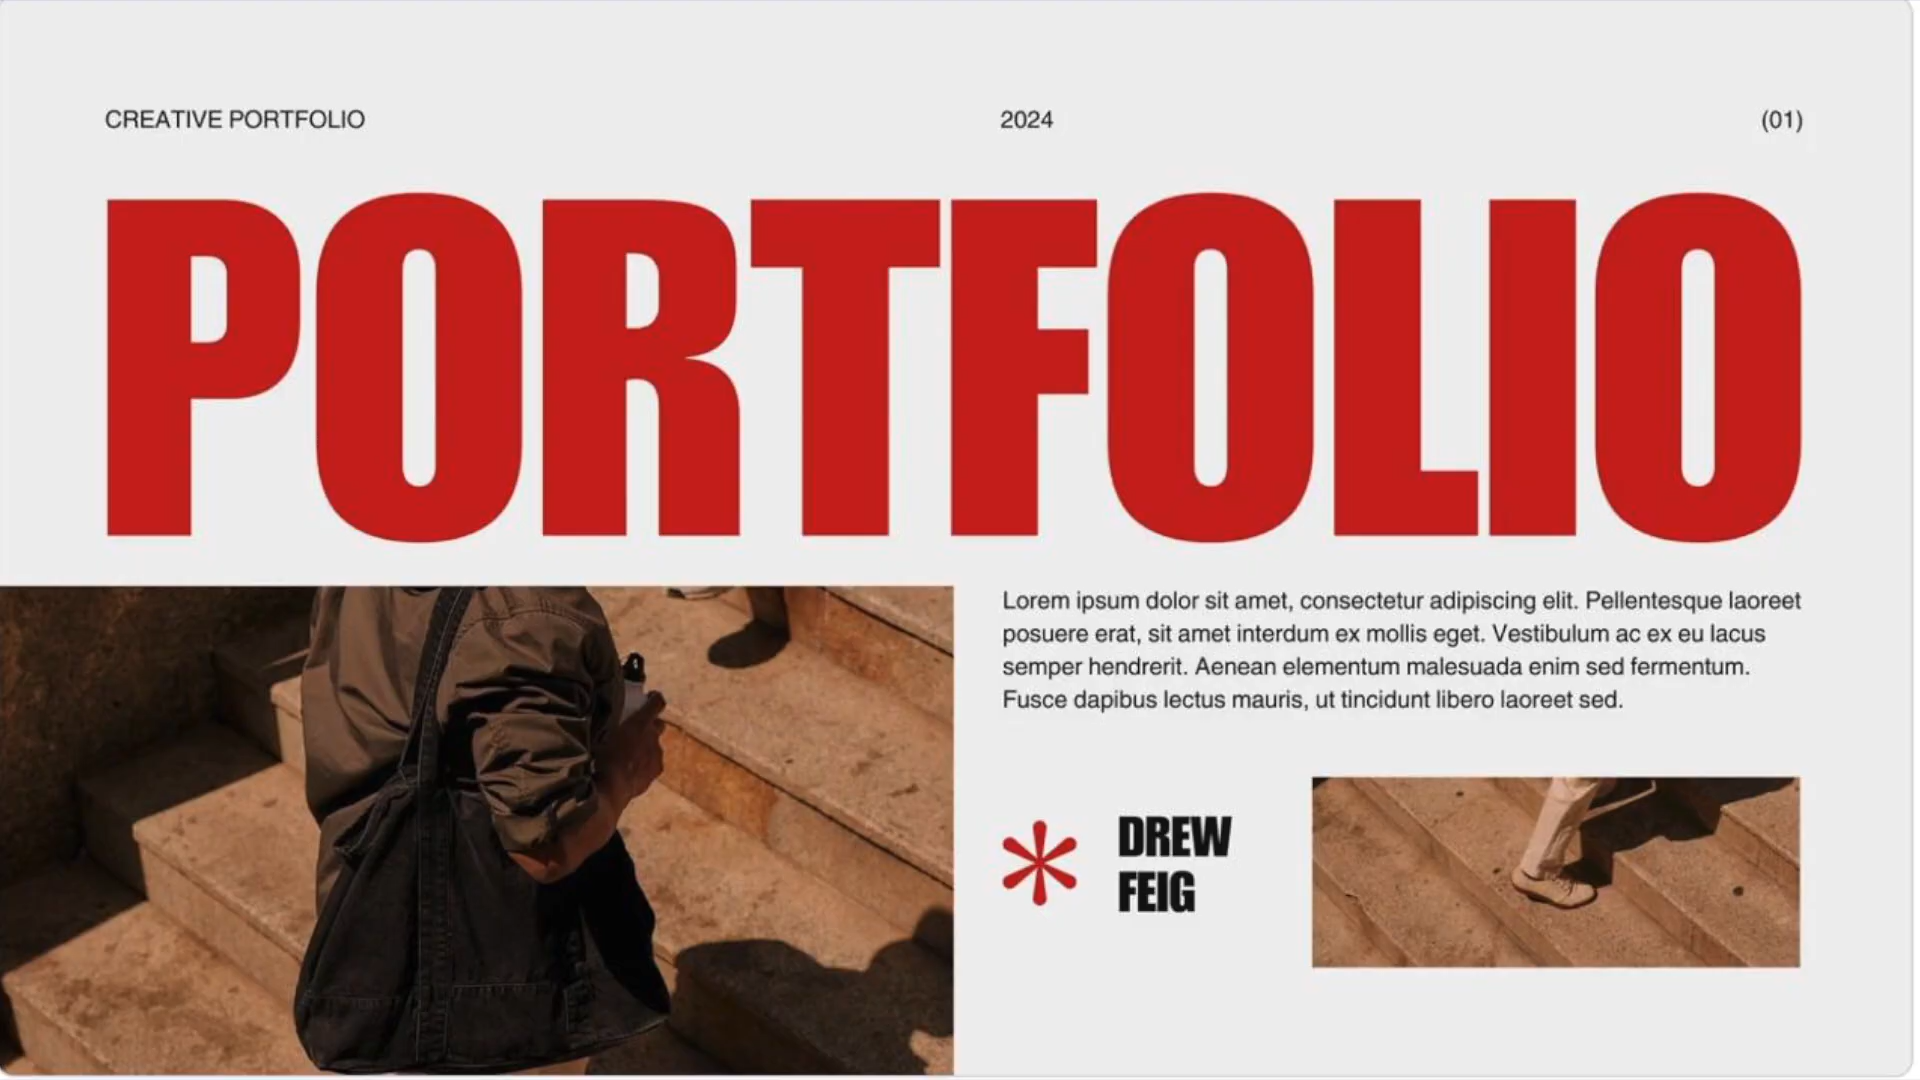 CREATIVE PORTFOLIO
2024
(01)
PORTFOLIO
Lorem ipsum dolor sit amet, consectetur adipiscing elit. Pellentesque laoreet
posuere erat, sit amet interdum ex mollis eget. Vestibulum ac ex eu lacus
semper hendrerit. Aenean elementum malesuada enim sed fermentum.
Fusce dapibus lectus mauris, ut tincidunt libero laoreet sed.
DREW
FEIG